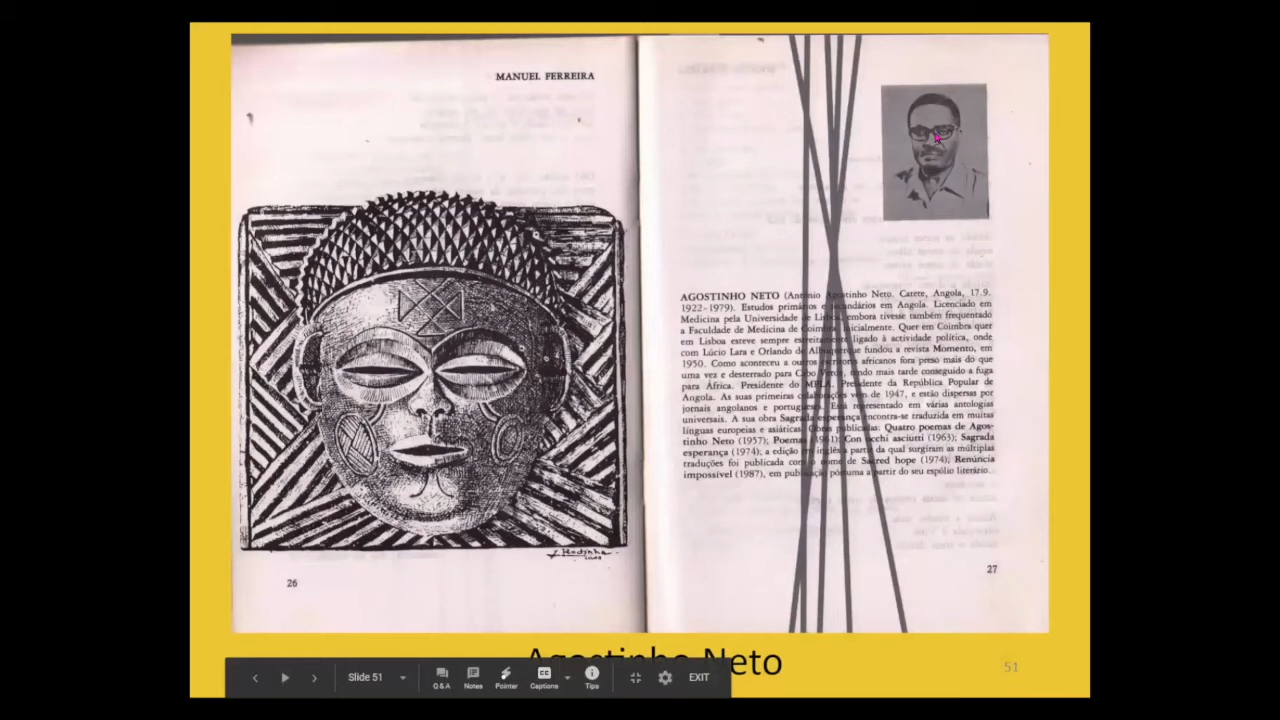 MANUEL FERREIRA
26
AGOSTINHO NETO (António Agostinho Neto. Catete, Angola, 17.9.
1922-1979). Estudos primários e secundários em Angola. Licenciado em
Medicina pela Universidade de Lisboa, embora tivesse também frequentado
a Faculdade de Medicina de Coimbra, inicialmente. Quer em Coimbra quer
em Lisboa esteve sempre estreitamente ligado à actividade política, onde
com Lúcio Lara e Orlando de Albuquerque fundou a revista Momento, em
1950. Como aconteceu a outros escritores africanos fora preso mais do que
uma vez e desterrado para Cabo Verde, tendo mais tarde conseguido a fuga
para África. Presidente do MPLA. Presidente da República Popular de
Angola. As suas primeiras colaborações vêm de 1947, e estão dispersas por
jornais angolanos e portugueses. Está representado em várias antologias
universais. A sua obra Sagrada esperança encontra-se traduzida em muitas
línguas europeias e asiáticas. Obras publicadas: Quatro poemas de Agos-
tinho Neto (1957); Poemas (1961); Con occhi asciutti (1963); Sagrada
esperança (1974); a edição em inglês a partir da qual surgiram as múltiplas
traduções foi publicada com o nome de Sacred hope (1974); Renúncia
impossível (1987), em publicação póstuma a partir do seu espólio literário.
27
Agostinho Neto
51
Slide 51
Q & A
Notes
Pointer
CC
Captions
Tips
EXIT